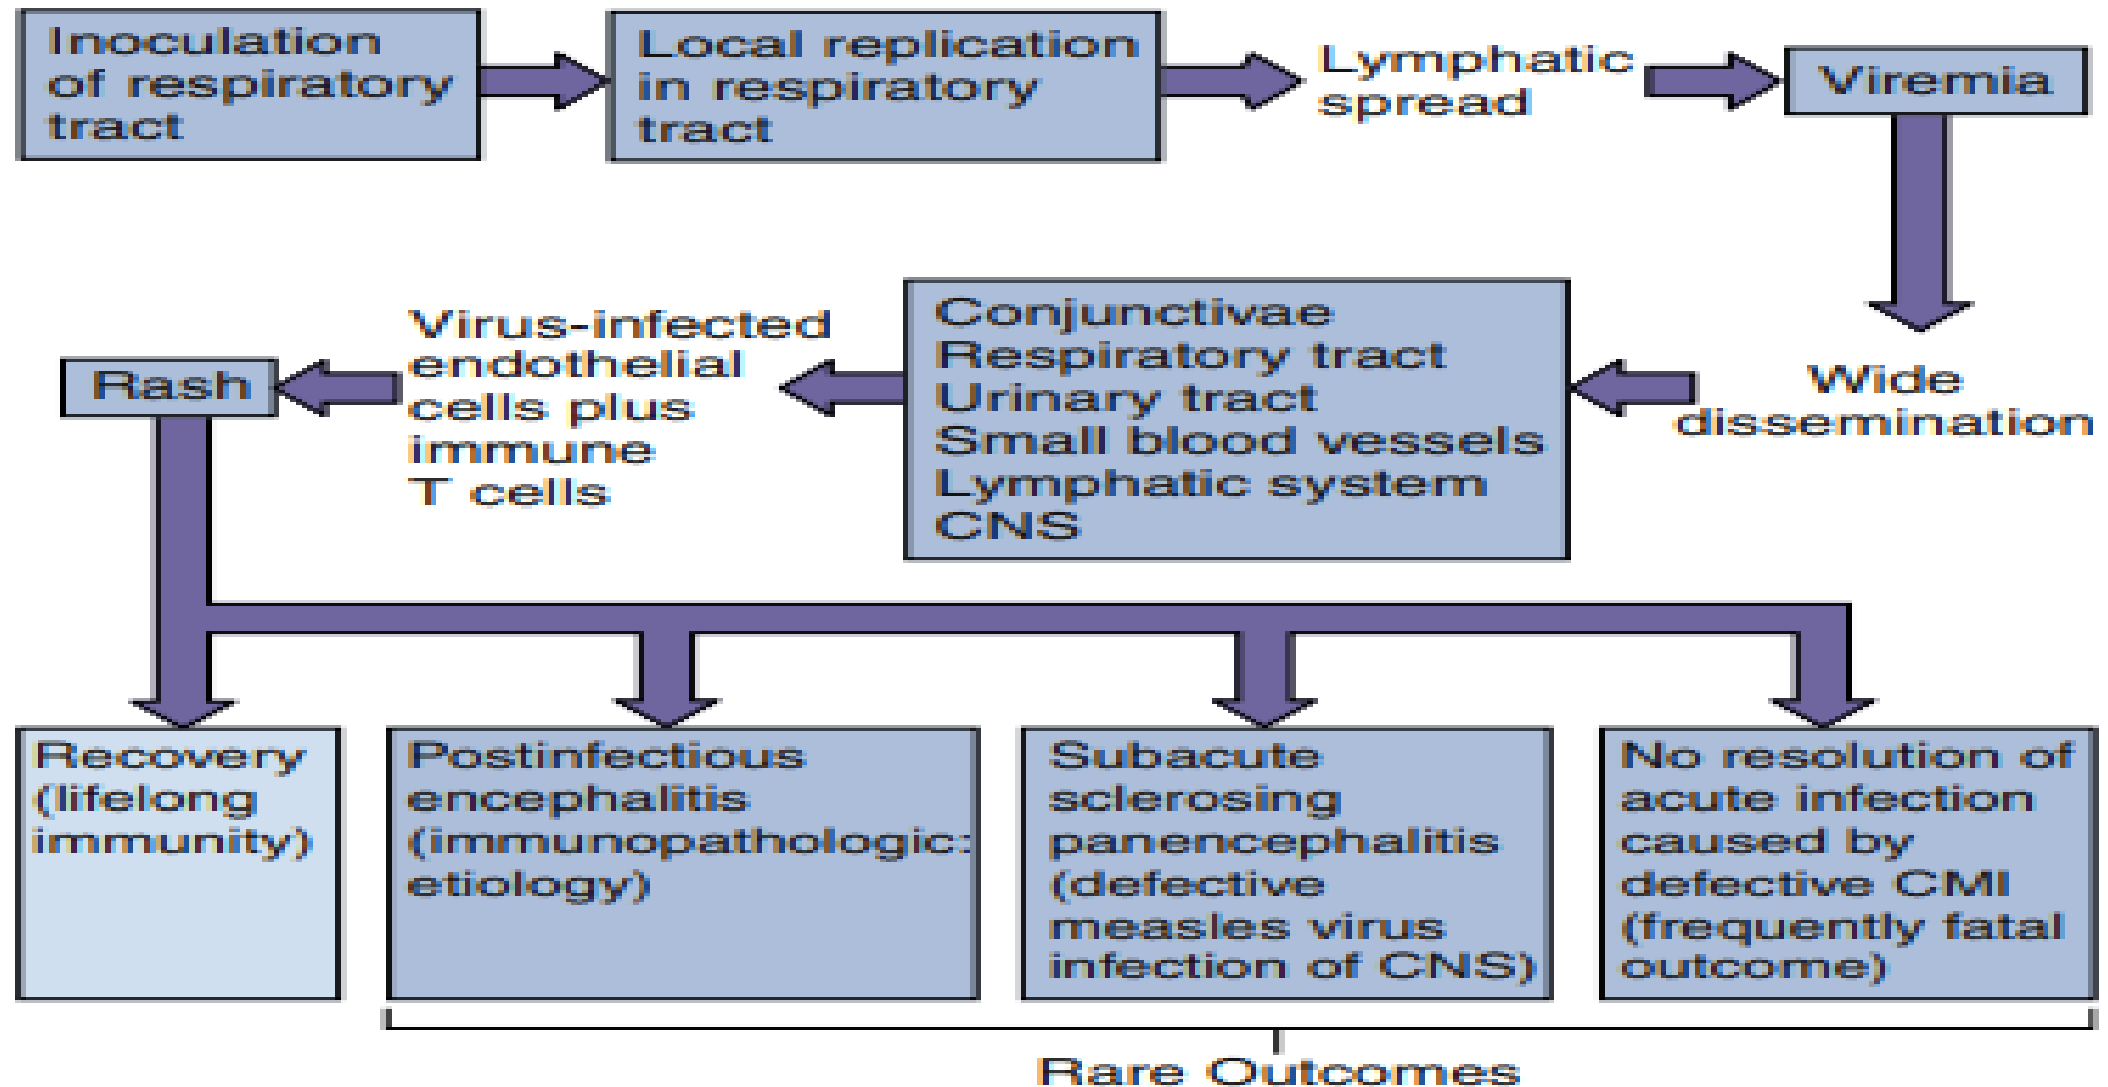 Inoculation
of respiratory
tract
Local replication
in respiratory
tract
Lymphatic
spread
Viremia
Wide
dissemination
Conjunctivae
Respiratory tract
Urinary tract
Small blood vessels
Lymphatic system
CNS
Virus-infected
endothelial
cells plus
immune
T cells
Rash
Recovery
(lifelong
immunity)
Postinfectious
encephalitis
(immunopathologic:
etiology)
Subacute
sclerosing
panencephalitis
(defective
measles virus
infection of CNS)
No resolution of
acute infection
caused by
defective CMI
(frequently fatal
outcome)
Rare Outcomes